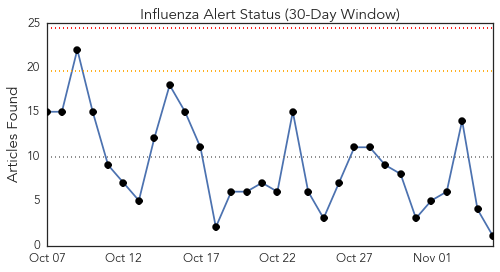 Influenza Alert Status (30-Day Window)
Articles Found
25
20
15
10
5
0
Oct 07 Oct 12 Oct 17 Oct 22 Oct 27 Nov 01